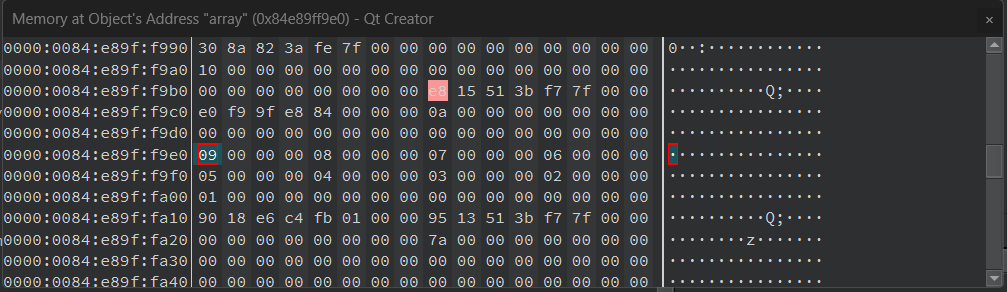 Memory at Object's Address "array" (0x84e89ff9e0) - Qt Creator ×
0000:0084:e89f:f990 30 8a 82 3a fe 7f 00 00 00 00 00 00 00 00 00 00 0··:············
0000:0084:e89f:f9a0 10 00 00 00 00 00 00 00 00 00 00 00 00 00 00 00 ················
0000:0084:e89f:f9b0 00 00 00 00 00 00 00 00 e8 15 51 3b f7 7f 00 00 ··········Q;····
0000:0084:e89f:f9c0 e0 f9 9f e8 84 00 00 00 0a 00 00 00 00 00 00 00 ················
0000:0084:e89f:f9d0 00 00 00 00 00 00 00 00 00 00 00 00 00 00 00 00 ················
0000:0084:e89f:f9e0 09 00 00 00 08 00 00 00 07 00 00 00 06 00 00 00 ················
0000:0084:e89f:f9f0 05 00 00 00 04 00 00 00 03 00 00 00 02 00 00 00 ················
0000:0084:e89f:fa00 01 00 00 00 00 00 00 00 00 00 00 00 00 00 00 00 ················
0000:0084:e89f:fa10 90 18 e6 c4 fb 01 00 00 95 13 51 3b f7 7f 00 00 ··········Q;····
0000:0084:e89f:fa20 00 00 00 00 00 00 00 00 7a 00 00 00 00 00 00 00 ········z·······
0000:0084:e89f:fa30 00 00 00 00 00 00 00 00 00 00 00 00 00 00 00 00 ················
0000:0084:e89f:fa40 00 00 00 00 00 00 00 00 00 00 00 00 00 00 00 00 ················